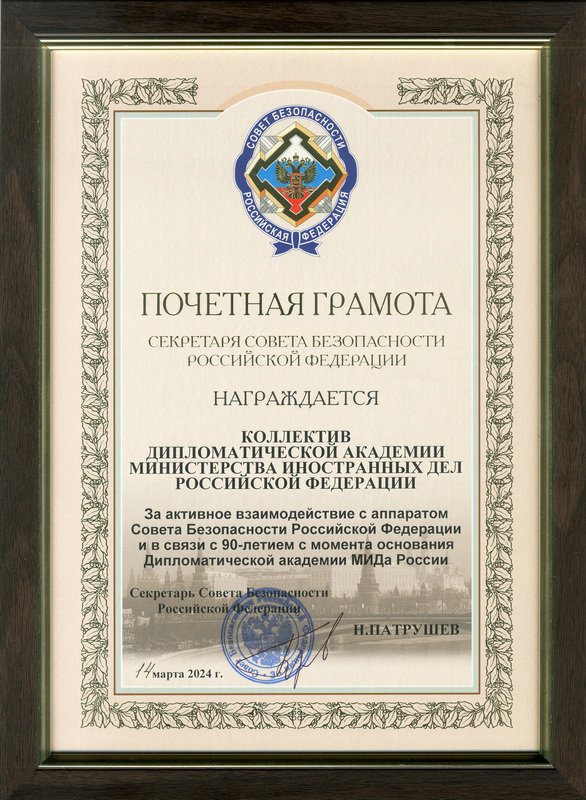 СОВЕТ БЕЗОПАСНОСТИ
РОССИЙСКАЯ ФЕДЕРАЦИЯ
ПОЧЕТНАЯ ГРАМОТА
СЕКРЕТАРЯ СОВЕТА БЕЗОПАСНОСТИ
РОССИЙСКОЙ ФЕДЕРАЦИИ
НАГРАЖДАЕТСЯ
КОЛЛЕКТИВ
ДИПЛОМАТИЧЕСКОЙ АКАДЕМИИ
МИНИСТЕРСТВА ИНОСТРАННЫХ ДЕЛ
РОССИЙСКОЙ ФЕДЕРАЦИИ
За активное взаимодействие с аппаратом
Совета Безопасности Российской Федерации
и в связи с 90-летием с момента основания
Дипломатической академии МИДа России
Секретарь Совета Безопасности
Российской Федерации
Н.ПАТРУШЕВ
14 марта 2024 г.